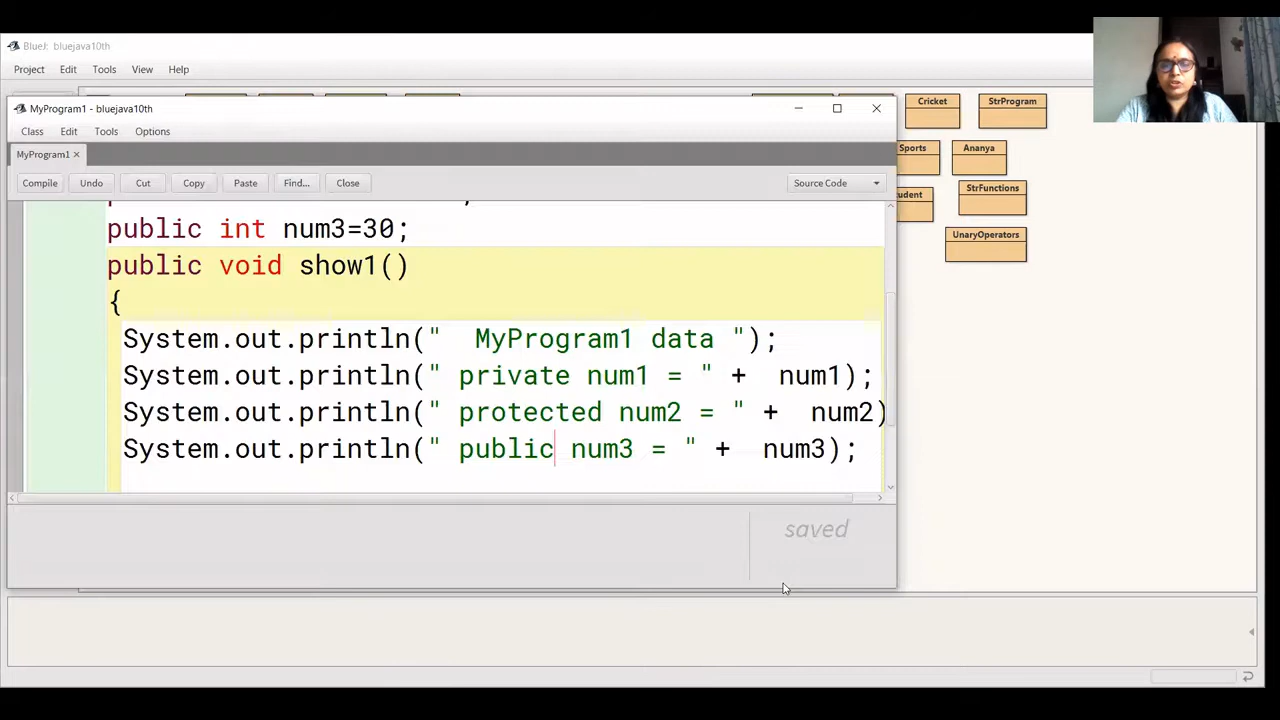 BlueJ: bluejava10th
Project Edit Tools View Help
MyProgram1 - bluejava10th
Class Edit Tools Options
MyProgram1 ×
Compile Undo Cut Copy Paste Find... Close Source Code
public int num3=30;
public void show1()
{
System.out.println("  MyProgram1 data ");
System.out.println(" private num1 = " +  num1);
System.out.println(" protected num2 = " +  num2)
System.out.println(" public num3 = " +  num3);
saved
Cricket StrProgram
Sports Ananya
StrFunctions
UnaryOperators